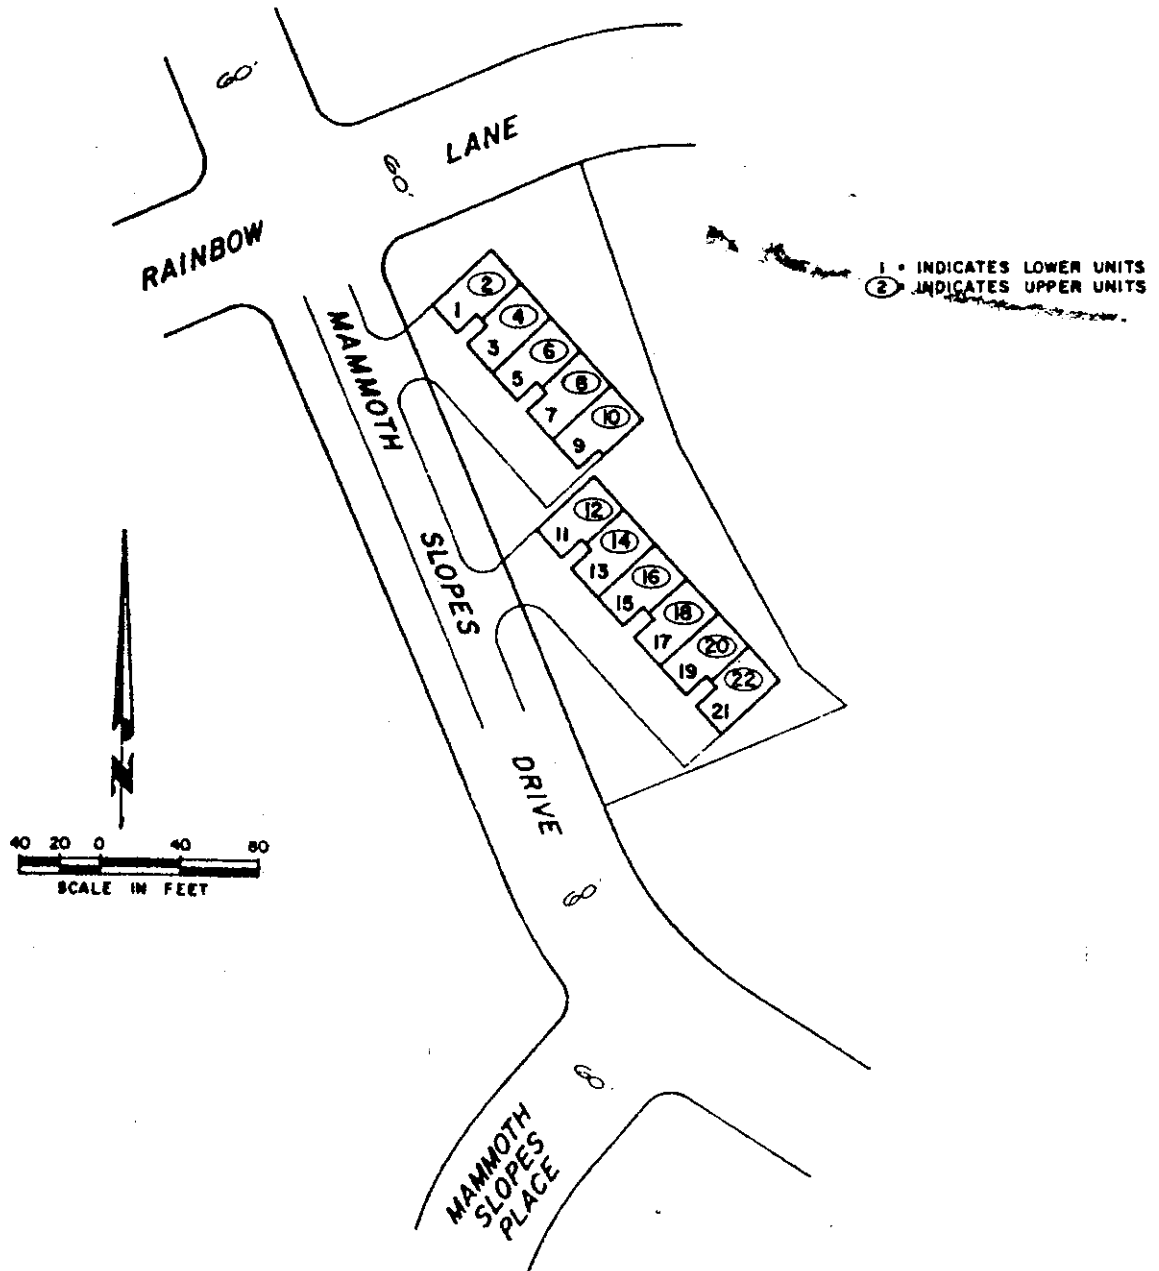 60'
LANE
60'
RAINBOW
1 • INDICATES LOWER UNITS
2 • INDICATES UPPER UNITS
MAMMOTH
SLOPES
DRIVE
1 2
3 4
5 6
7 8
9 10
11 12
13 14
15 16
17 18
19 20
21 22
N
40 20 0 40 80
SCALE IN FEET
60'
60'
MAMMOTH
SLOPES
PLACE